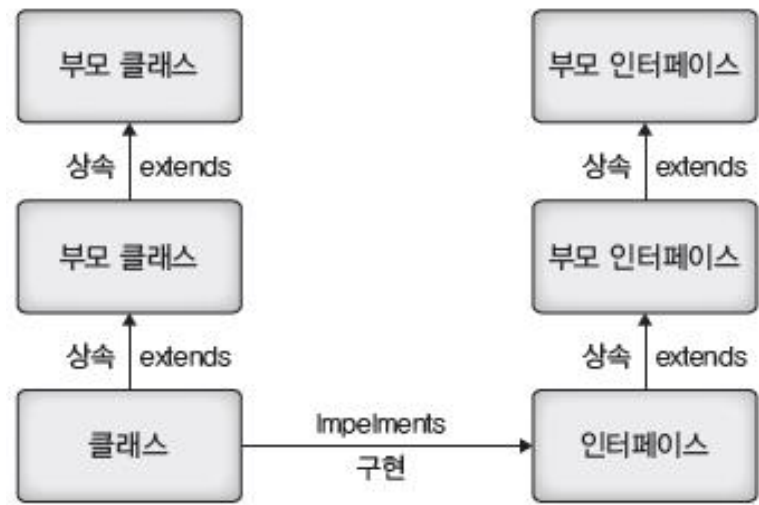 부모 클래스 부모 인터페이스
상속 extends 상속 extends
부모 클래스 부모 인터페이스
상속 extends 상속 extends
클래스 Impelments 인터페이스
구현